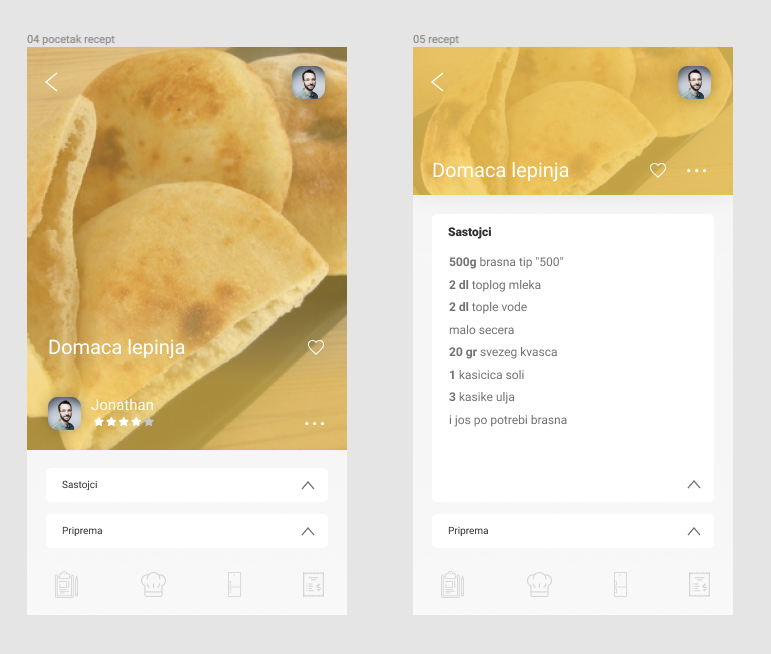 04 pocetak recept
Domaca lepinja
Jonathan
Sastojci
Priprema
05 recept
Domaca lepinja
Sastojci
500g brasna tip "500"
2 dl toplog mleka
2 dl tople vode
malo secera
20 gr svezeg kvasca
1 kasicica soli
3 kasike ulja
i jos po potrebi brasna
Priprema